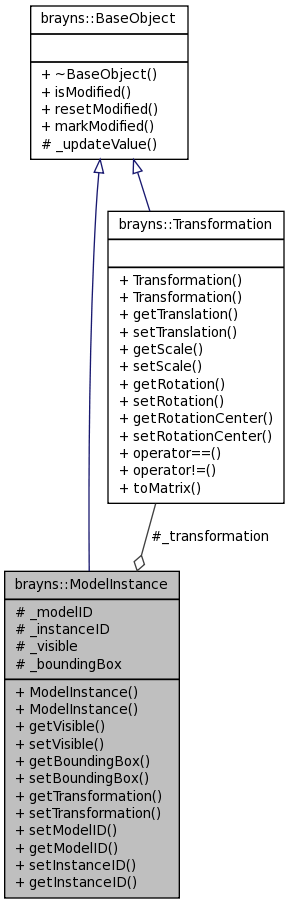 brayns::BaseObject
+ ~BaseObject()
+ isModified()
+ resetModified()
+ markModified()
# _updateValue()
brayns::Transformation
+ Transformation()
+ Transformation()
+ getTranslation()
+ setTranslation()
+ getScale()
+ setScale()
+ getRotation()
+ setRotation()
+ getRotationCenter()
+ setRotationCenter()
+ operator==()
+ operator!=()
+ toMatrix()
#_transformation
brayns::ModelInstance
# _modelID
# _instanceID
# _visible
# _boundingBox
+ ModelInstance()
+ ModelInstance()
+ getVisible()
+ setVisible()
+ getBoundingBox()
+ setBoundingBox()
+ getTransformation()
+ setTransformation()
+ setModelID()
+ getModelID()
+ setInstanceID()
+ getInstanceID()